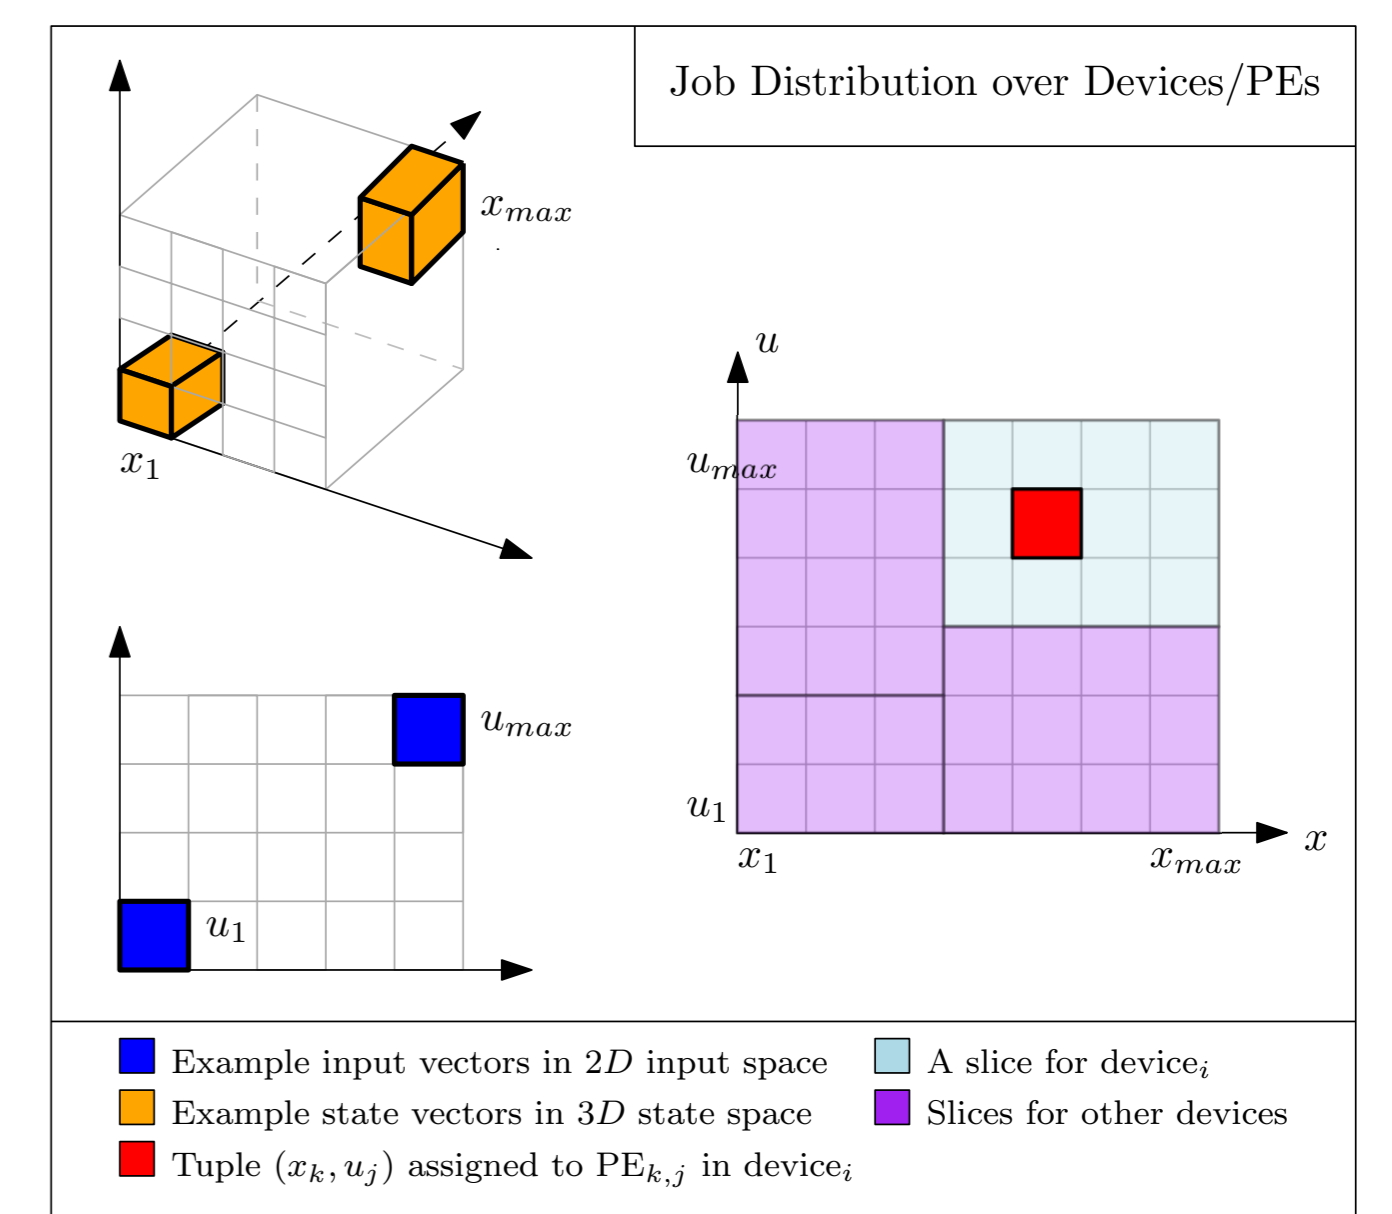 Job Distribution over Devices/PEs
x_max
x_1
u
u_max
u_max
u_1
u_1
x_1
x_max
x
Example input vectors in 2D input space
A slice for device_i
Example state vectors in 3D state space
Slices for other devices
Tuple (x_k, u_j) assigned to PE_k,j in device_i